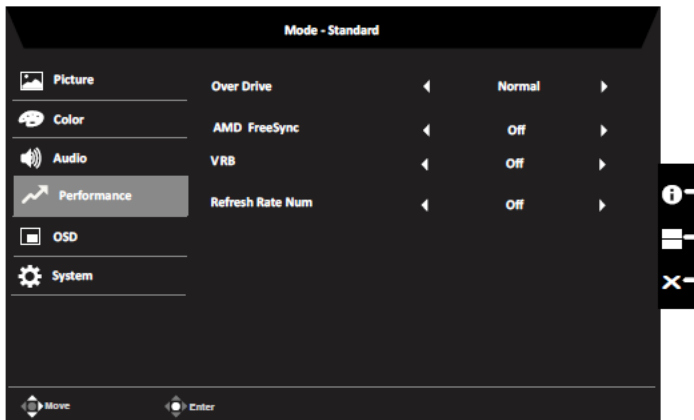 Mode - Standard
Picture
Color
Audio
Performance
OSD
System
Over Drive Normal
AMD FreeSync Off
VRB Off
Refresh Rate Num Off
Move Enter